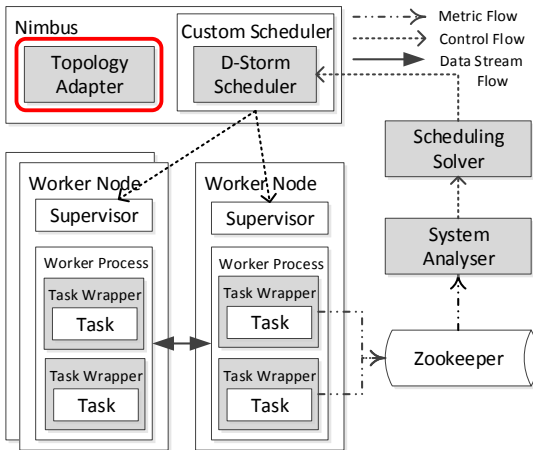 Nimbus
Topology
Adapter
Custom Scheduler
D-Storm
Scheduler
Metric Flow
Control Flow
Data Stream
Flow
Scheduling
Solver
System
Analyser
Zookeeper
Worker Node
Supervisor
Worker Process
Task Wrapper
Task
Task Wrapper
Task
Worker Node
Supervisor
Worker Process
Task Wrapper
Task
Task Wrapper
Task